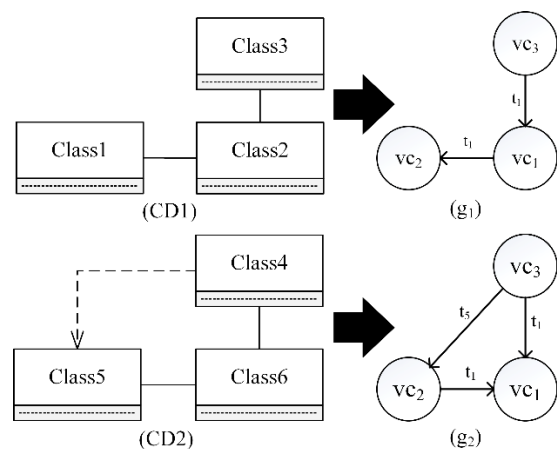 Class3
Class1
Class2
(CD1)
vc3
t1
vc2
t1
vc1
(g1)
Class4
Class5
Class6
(CD2)
vc3
t5
t1
vc2
t1
vc1
(g2)